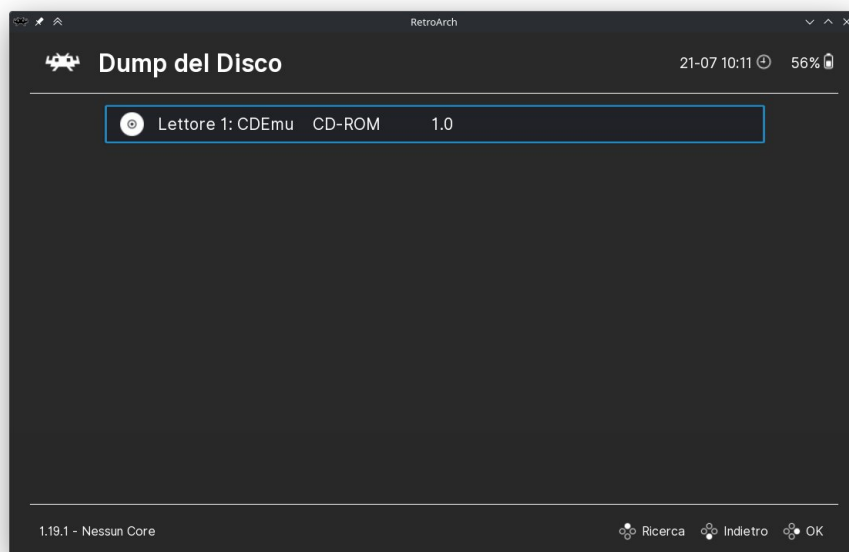 RetroArch
Dump del Disco
21-07 10:11 56%
Lettore 1: CDEmu CD-ROM 1.0
1.19.1 - Nessun Core
Ricerca Indietro OK